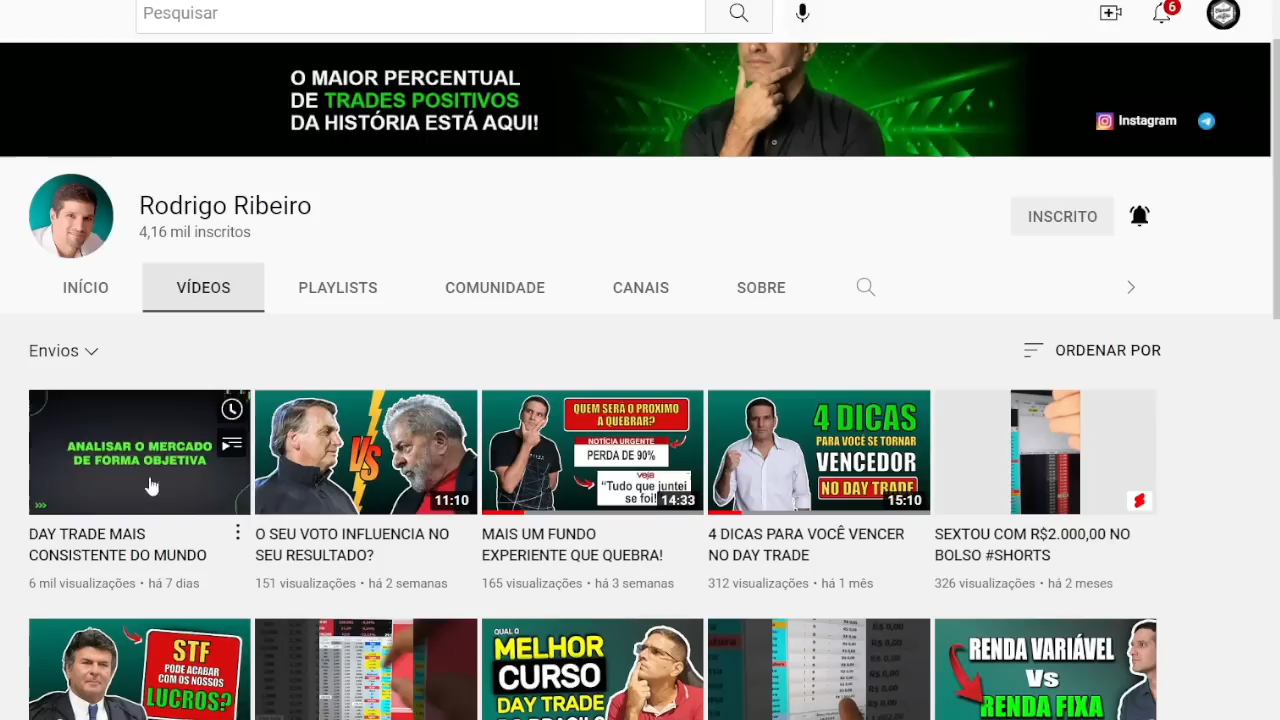 Pesquisar
6
O MAIOR PERCENTUAL
DE TRADES POSITIVOS
DA HISTÓRIA ESTÁ AQUI!
Instagram
Rodrigo Ribeiro
4,16 mil inscritos
INSCRITO
INÍCIO
VÍDEOS
PLAYLISTS
COMUNIDADE
CANAIS
SOBRE
Envios
ORDENAR POR
ANALISAR O MERCADO
DE FORMA OBJETIVA
DAY TRADE MAIS
CONSISTENTE DO MUNDO
6 mil visualizações • há 7 dias
VS
11:10
O SEU VOTO INFLUENCIA NO
SEU RESULTADO?
151 visualizações • há 2 semanas
QUEM SERÁ O PRÓXIMO
A QUEBRAR?
NOTÍCIA URGENTE
PERDA DE 90%
veja
"Tudo que juntei
se foi!
14:33
MAIS UM FUNDO
EXPERIENTE QUE QUEBRA!
165 visualizações • há 3 semanas
4 DICAS
PARA VOCÊ SE TORNAR
VENCEDOR
NO DAY TRADE
15:10
4 DICAS PARA VOCÊ VENCER
NO DAY TRADE
312 visualizações • há 1 mês
SEXTOU COM R$2.000,00 NO
BOLSO #SHORTS
326 visualizações • há 2 meses
STF
PODE ACABAR
COM OS NOSSOS
LUCROS?
QUAL O
MELHOR
CURSO
DAY TRADE
R$ 0,00
R$ 0,00
R$ 0,00
RENDA VARIÁVEL
Vs
RENDA FIXA